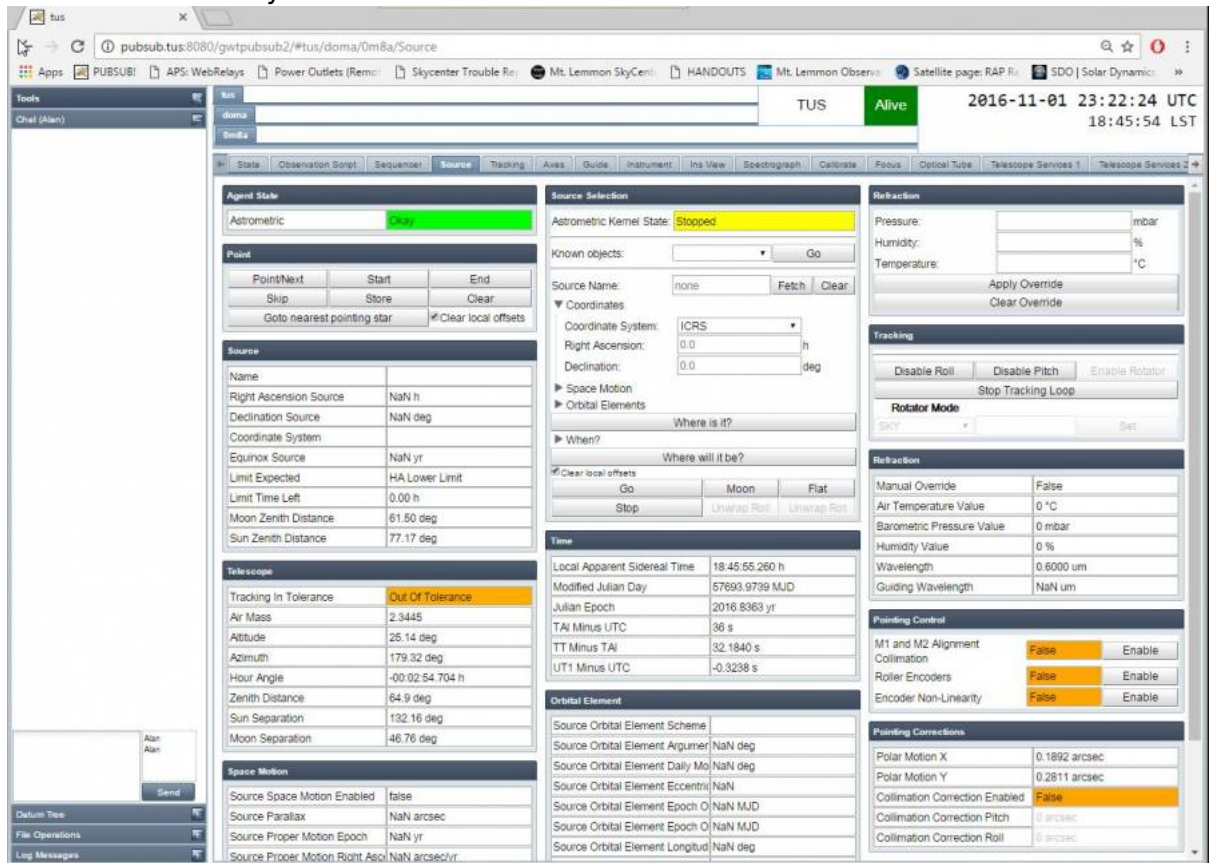 tus
pubsub.tus:8080/gwtpubsub2/#tus/doma/0m8a/Source
Apps PUBSUB! APS: WebRelays Power Outlets (Remo Skycenter Trouble Re Mt. Lemmon SkyCent HANDOUTS Mt. Lemmon Obser Satellite page: RAP R SDO | Solar Dynamic »
Tools
Chat (Alan)
tus
doma
0m8a
TUS
Alive
2016-11-01 23:22:24 UTC
18:45:54 LST
State Observation Script Sequencer Source Tracking Axes Guide Instrument Ins View Spectrograph Calibrate Focus Optical Tube Telescope Services 1 Telescope Services 2
Agent State
Astrometric Okay
Point
Point/Next Start End
Skip Store Clear
Goto nearest pointing star Clear local offsets
Source
Name
Right Ascension Source NaN h
Declination Source NaN deg
Coordinate System
Equinox Source NaN yr
Limit Expected HA Lower Limit
Limit Time Left 0.00 h
Moon Zenith Distance 61.50 deg
Sun Zenith Distance 77.17 deg
Telescope
Tracking In Tolerance Out Of Tolerance
Air Mass 2.3445
Altitude 25.14 deg
Azimuth 179.32 deg
Hour Angle -00:02:54.704 h
Zenith Distance 64.9 deg
Sun Separation 132.16 deg
Moon Separation 46.76 deg
Space Motion
Source Space Motion Enabled false
Source Parallax NaN arcsec
Source Proper Motion Epoch NaN yr
Source Proper Motion Right Asc NaN arcsec/yr
Source Selection
Astrometric Kernel State: Stopped
Known objects: Go
Source Name: none Fetch Clear
▼ Coordinates
Coordinate System: ICRS
Right Ascension: 0.0 h
Declination: 0.0 deg
▶ Space Motion
▶ Orbital Elements
Where is it?
▶ When?
Where will it be?
Clear local offsets
Go Moon Flat
Stop Unwrap Roll Unwrap Rot
Time
Local Apparent Sidereal Time 18:45:55.260 h
Modified Julian Day 57693.9739 MJD
Julian Epoch 2016.8363 yr
TAI Minus UTC 36 s
TT Minus TAI 32.1840 s
UT1 Minus UTC -0.3238 s
Orbital Element
Source Orbital Element Scheme
Source Orbital Element Argumer NaN deg
Source Orbital Element Daily Mo NaN deg
Source Orbital Element Eccentric NaN
Source Orbital Element Epoch O NaN MJD
Source Orbital Element Epoch O NaN MJD
Source Orbital Element Longitud NaN deg
Refraction
Pressure: mbar
Humidity: %
Temperature: °C
Apply Override
Clear Override
Tracking
Disable Roll Disable Pitch Enable Rotator
Stop Tracking Loop
Rotator Mode
SKY Set
Refraction
Manual Override False
Air Temperature Value 0 °C
Barometric Pressure Value 0 mbar
Humidity Value 0 %
Wavelength 0.6000 um
Guiding Wavelength NaN um
Pointing Control
M1 and M2 Alignment
Collimation False Enable
Roller Encoders False Enable
Encoder Non-Linearity False Enable
Pointing Corrections
Polar Motion X 0.1892 arcsec
Polar Motion Y 0.2811 arcsec
Collimation Correction Enabled False
Collimation Correction Pitch 0 arcsec
Collimation Correction Roll 0 arcsec
Alan
Alan
Send
Datum Tree
File Operations
Log Messages